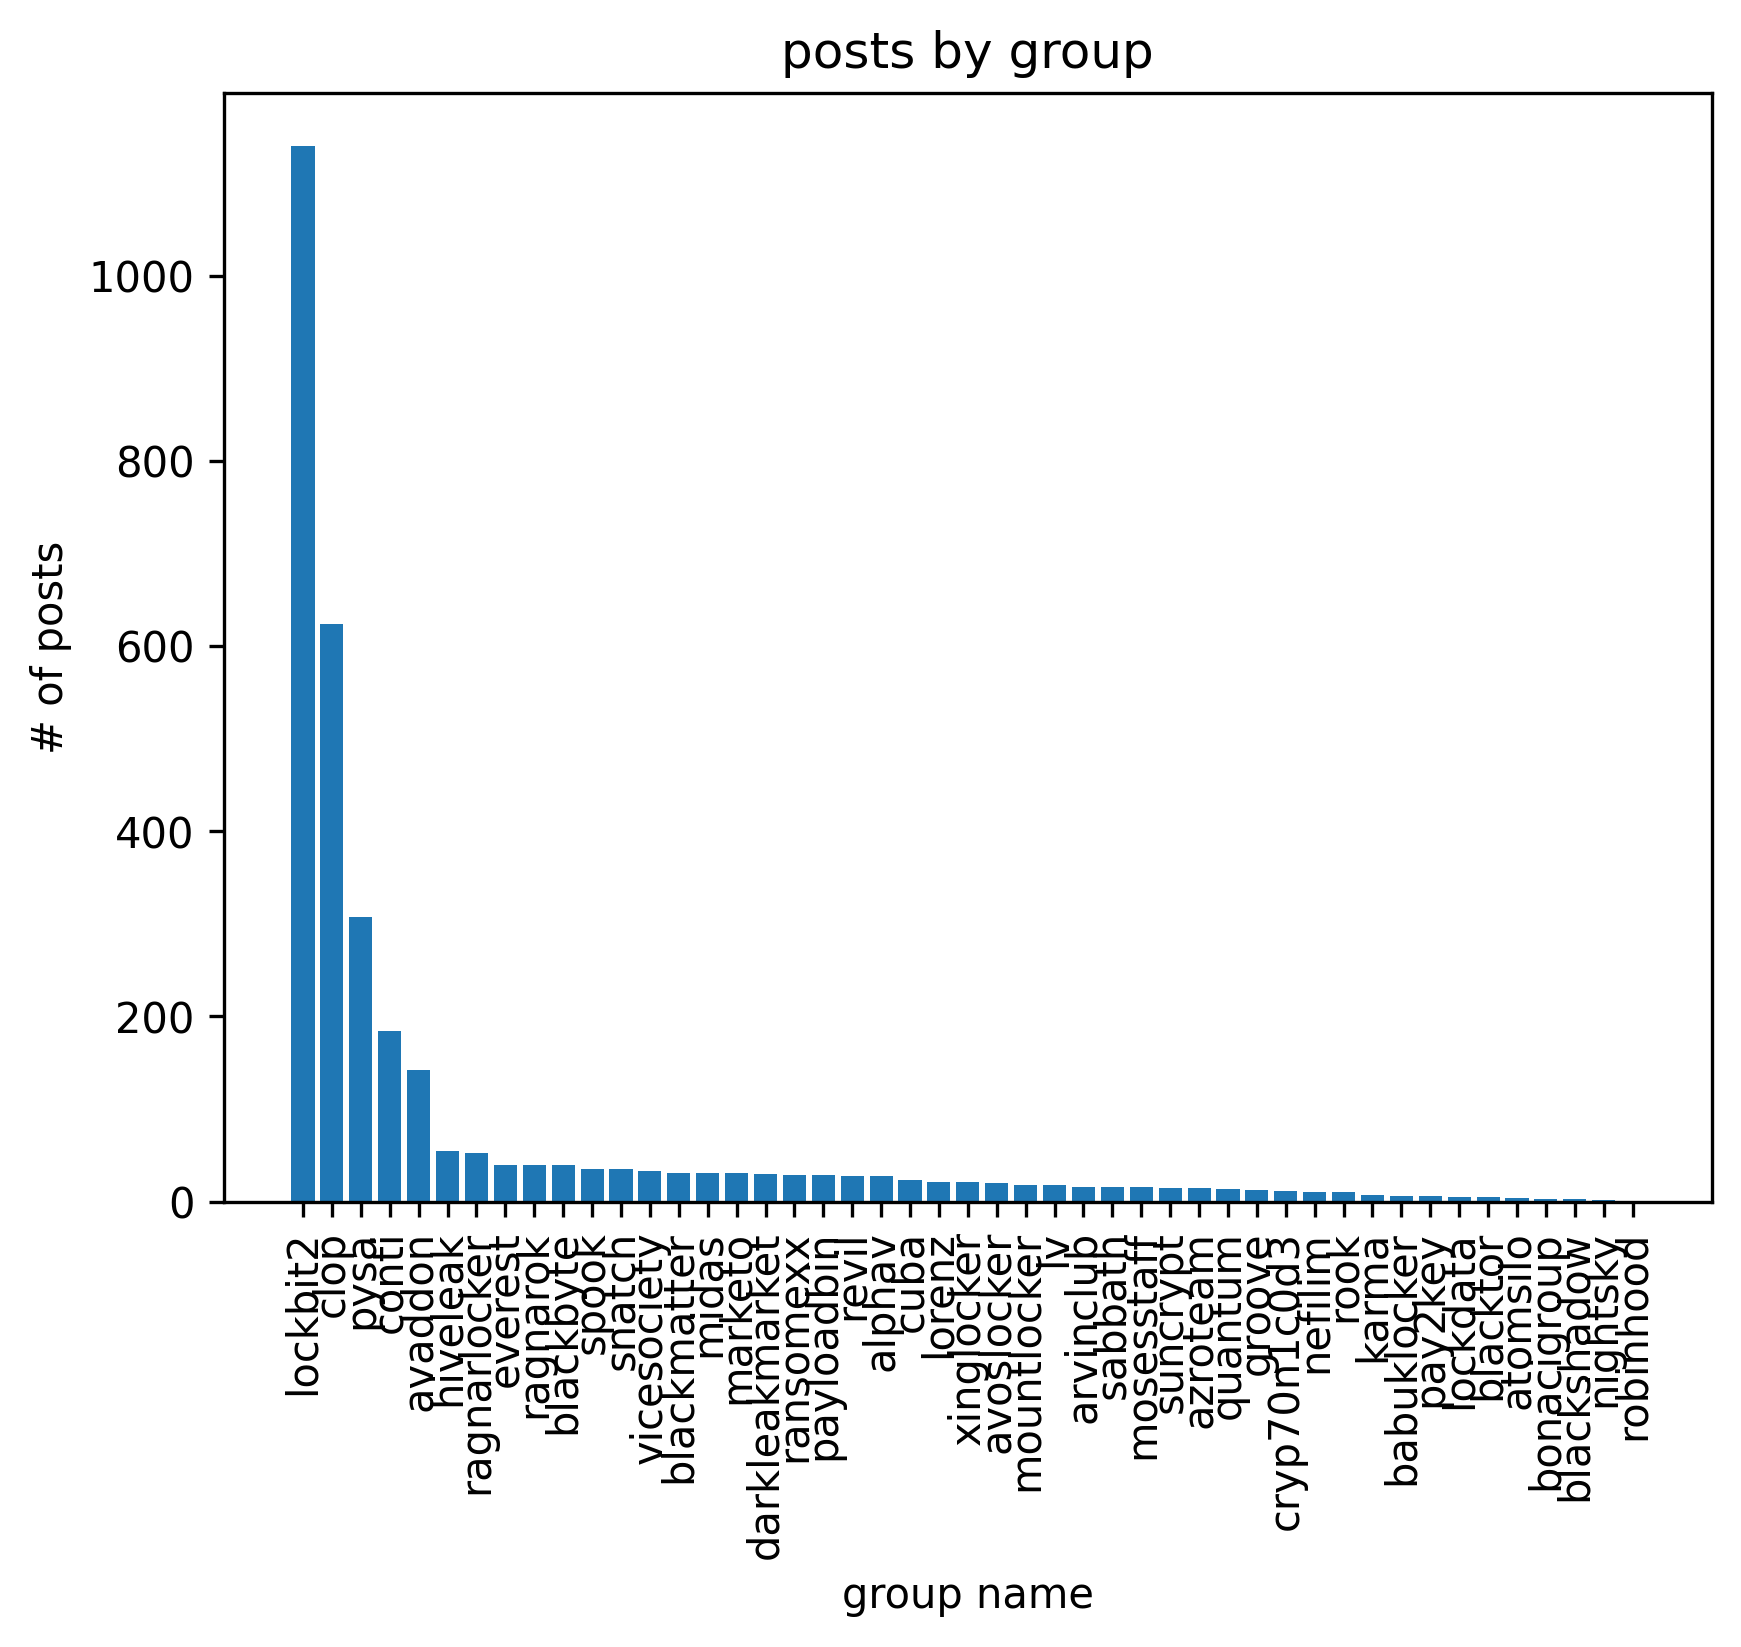 posts by group
# of posts
1000
800
600
400
200
0
lockbit2
clop
pysa
conti
avaddon
hiveleak
ragnarlocker
everest
ragnarok
blackbyte
spook
snatch
vicesociety
blackmatter
midas
marketo
darkleakmarket
ransomexx
payloadbin
revil
alphav
cuba
lorenz
xinglocker
avoslocker
mountlocker
lv
arvinclub
sabbath
mosesstaff
suncrypt
azroteam
quantum
groove
cryp70n1c0d3
nefilim
rook
karma
babuklocker
pay2key
lockdata
blacktor
atomsilo
bonacigroup
blackshadow
nightsky
robinhood
group name